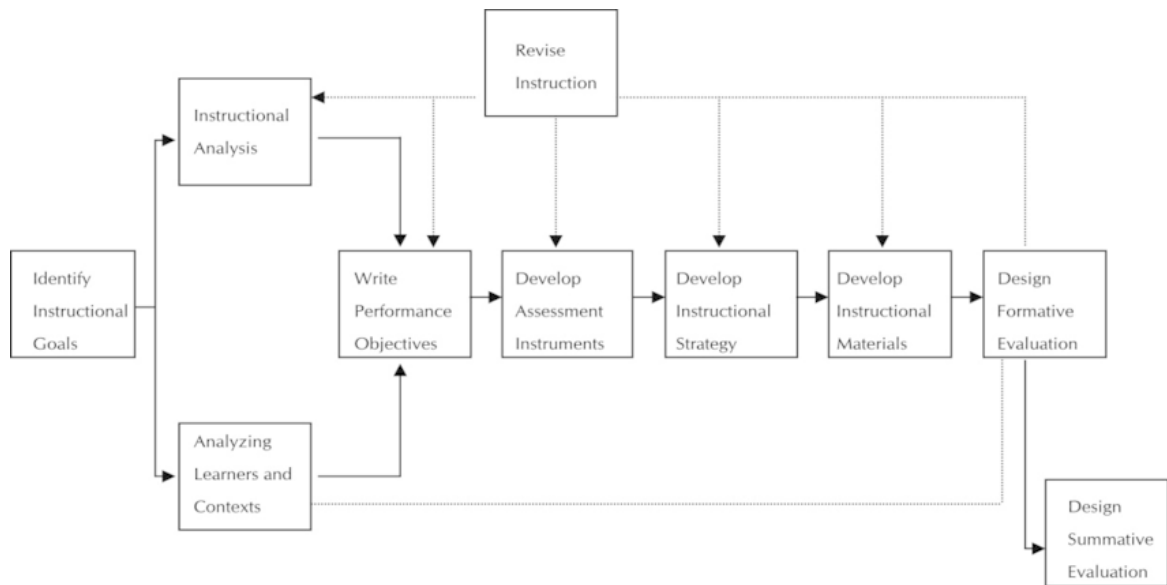 Revise
Instruction
Instructional
Analysis
Identify
Instructional
Goals
Write
Performance
Objectives
Develop
Assessment
Instruments
Develop
Instructional
Strategy
Develop
Instructional
Materials
Design
Formative
Evaluation
Analyzing
Learners and
Contexts
Design
Summative
Evaluation